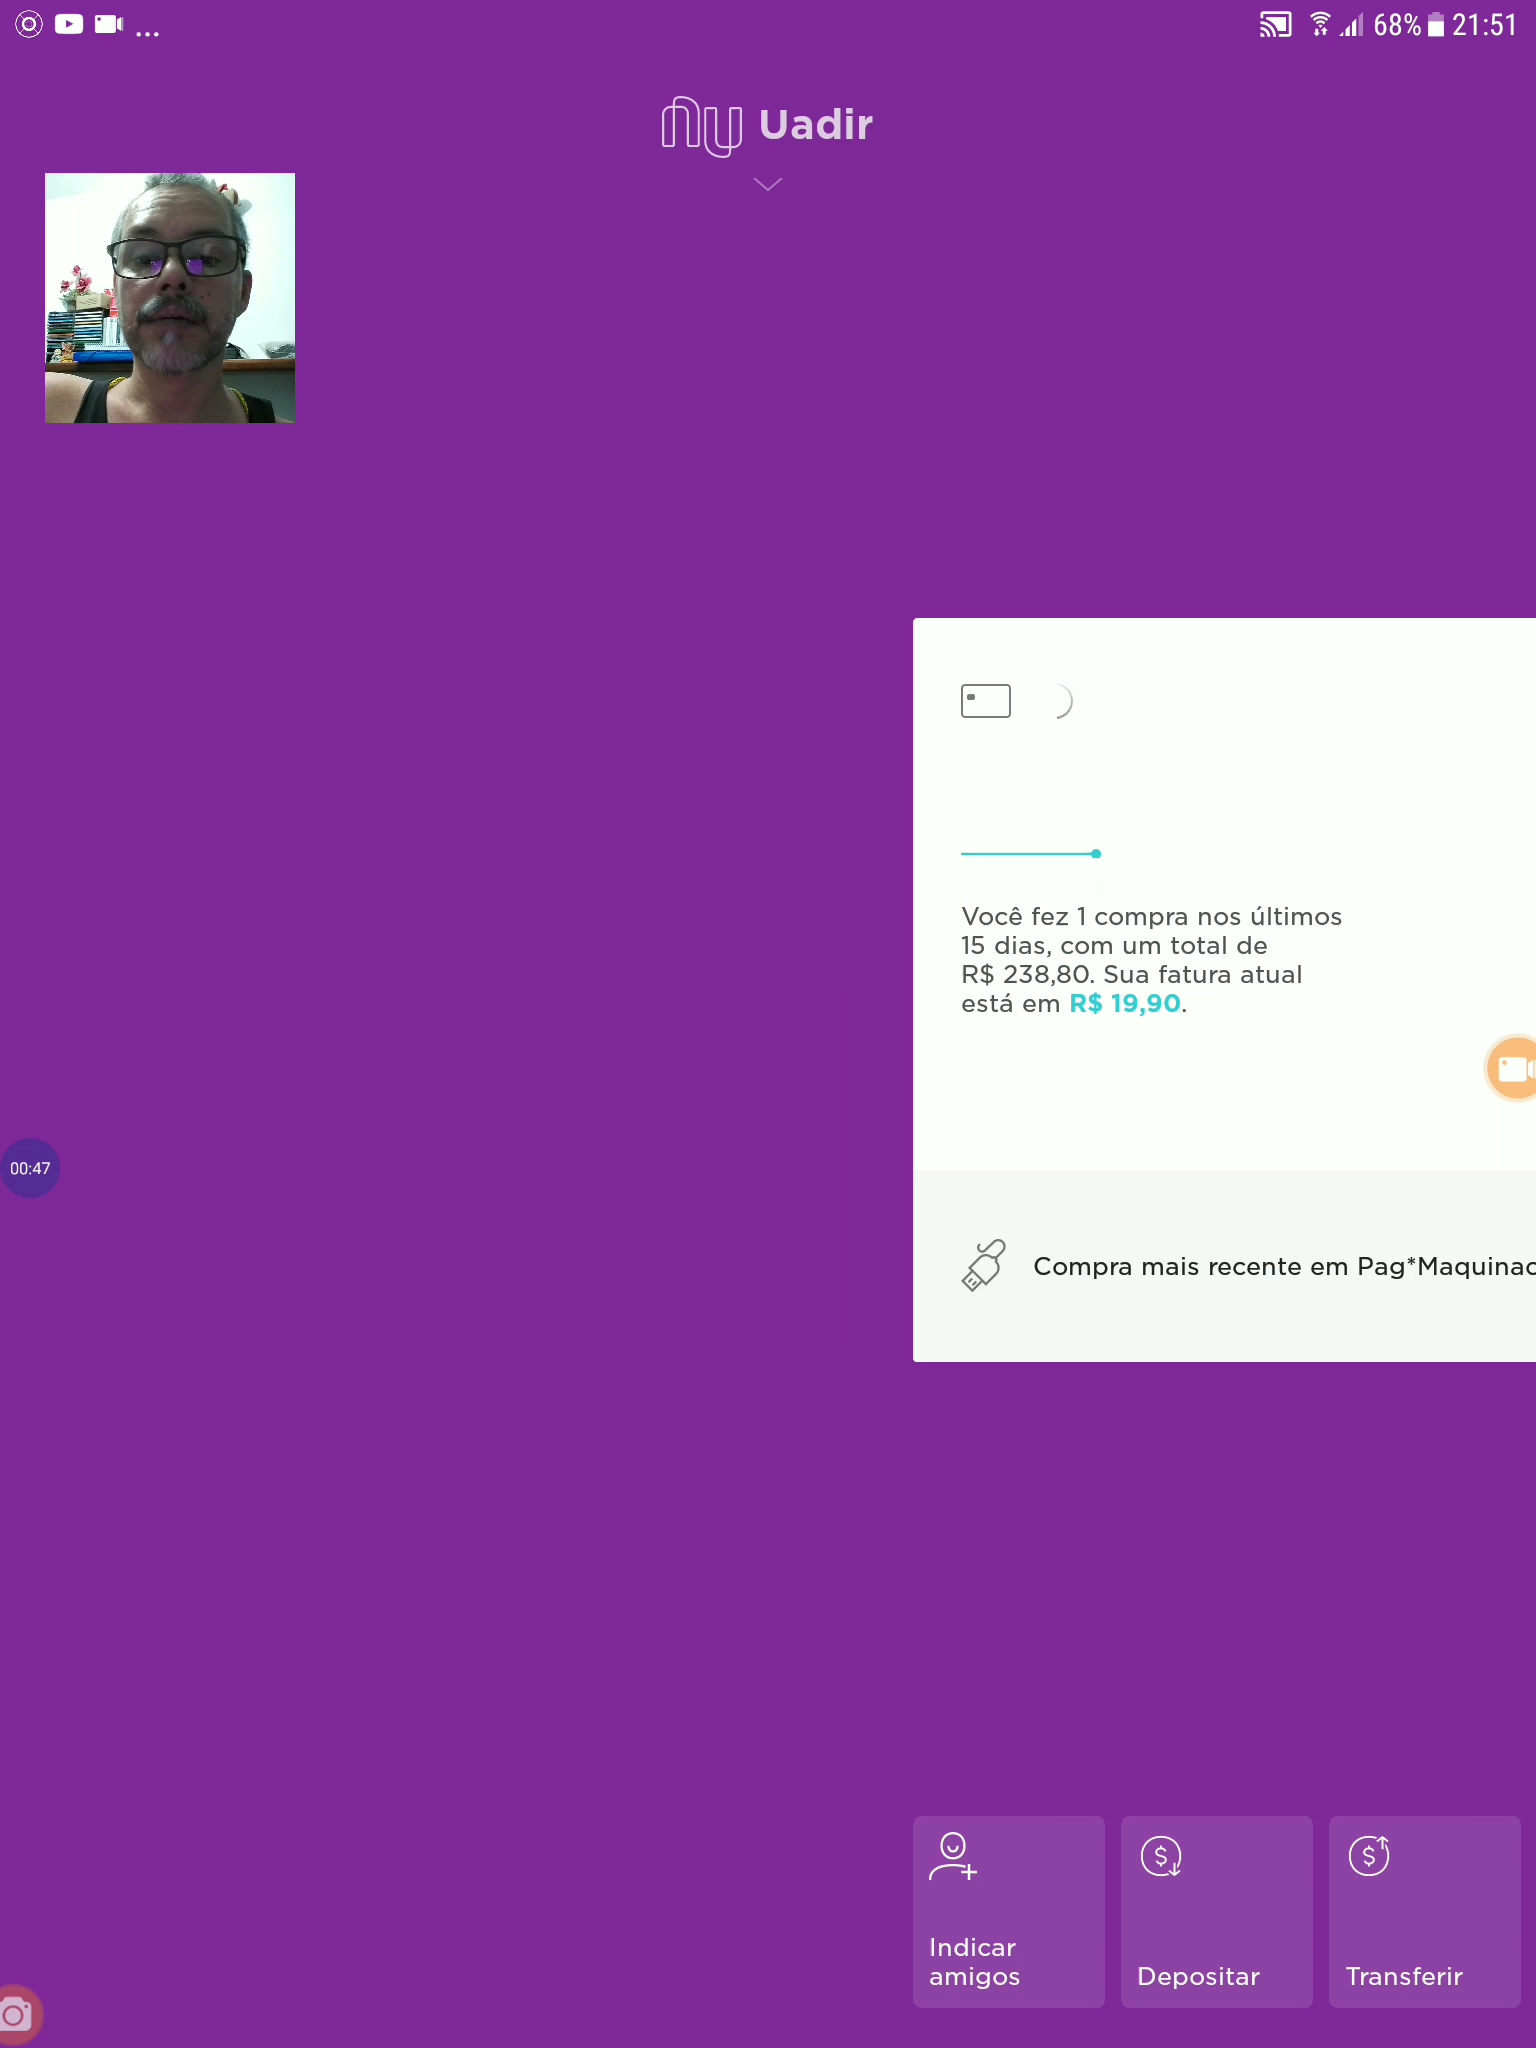 ... 68% 21:51
nu Uadir
Você fez 1 compra nos últimos
15 dias, com um total de
R$ 238,80. Sua fatura atual
está em R$ 19,90.
00:47
Compra mais recente em Pag*Maquinac
Indicar
amigos
Depositar
Transferir